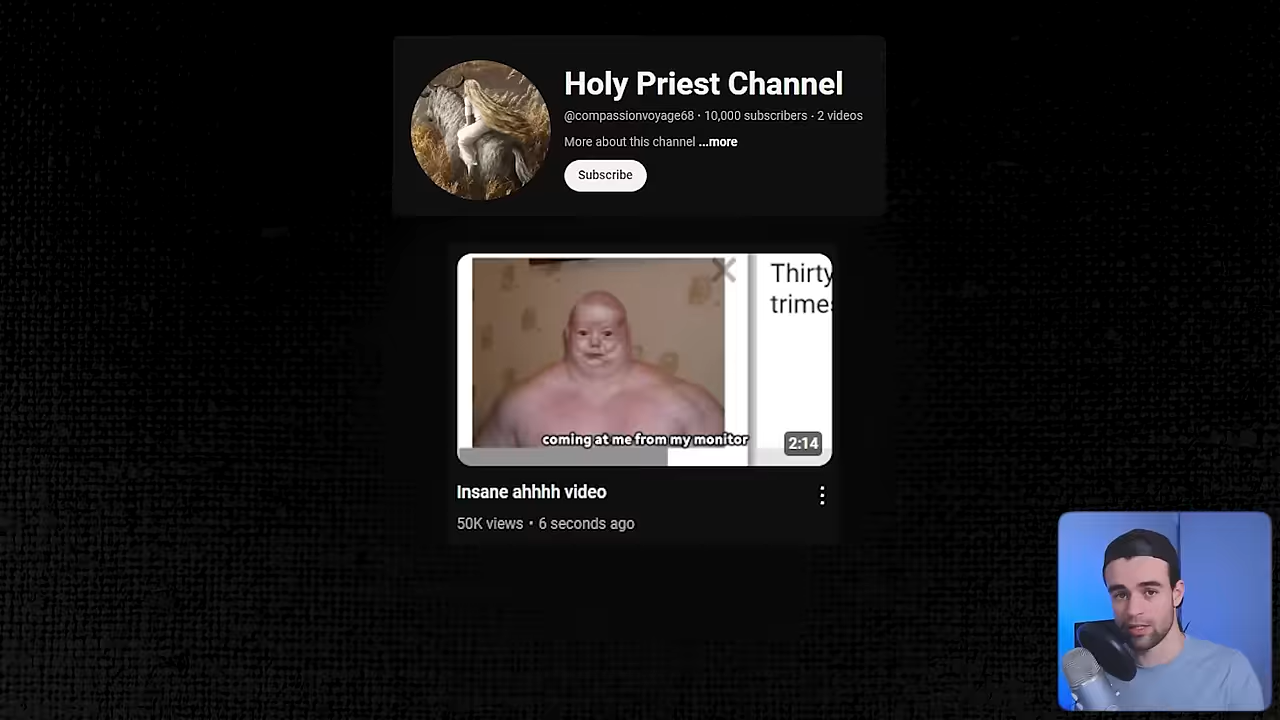 Holy Priest Channel
@compassionvoyage68 · 10,000 subscribers · 2 videos
More about this channel ...more
Subscribe
Thirty
trimes
coming at me from my monitor
2:14
Insane ahhhh video
50K views • 6 seconds ago